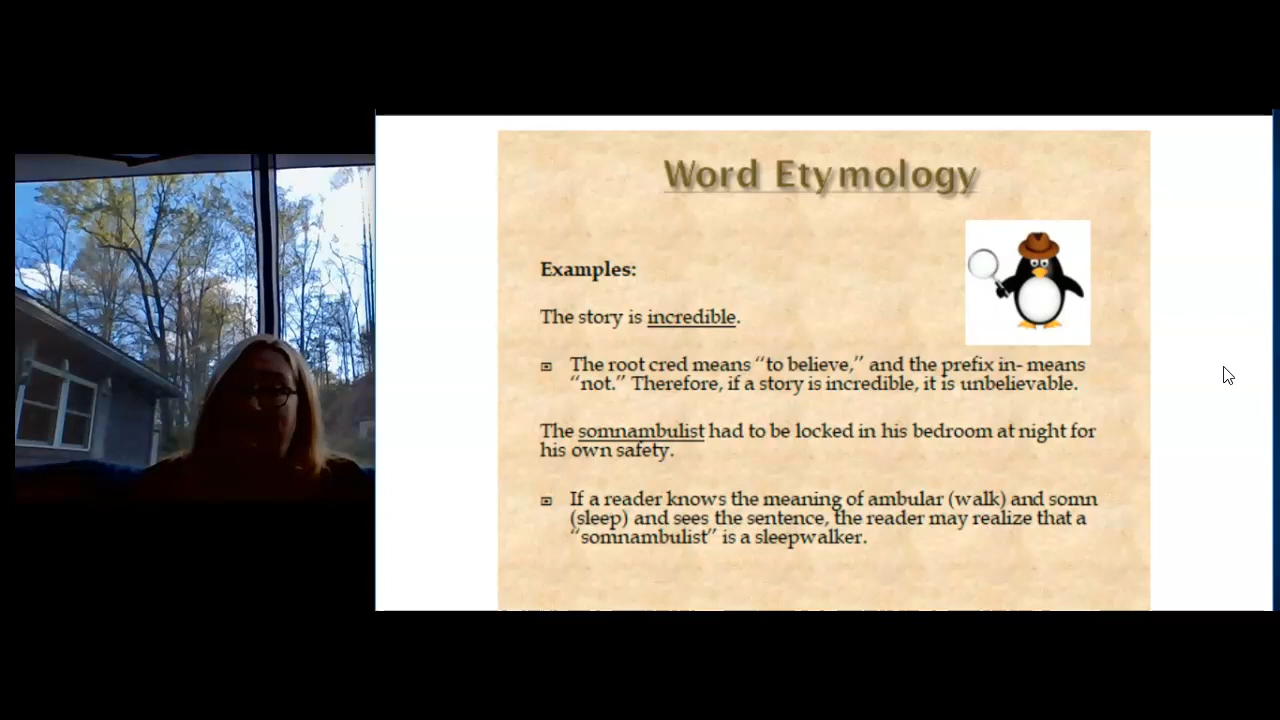 Word Etymology
Examples:
The story is incredible.
The root cred means “to believe,” and the prefix in- means
“not.” Therefore, if a story is incredible, it is unbelievable.
The somnambulist had to be locked in his bedroom at night for
his own safety.
If a reader knows the meaning of ambular (walk) and somn
(sleep) and sees the sentence, the reader may realize that a
“somnambulist” is a sleepwalker.